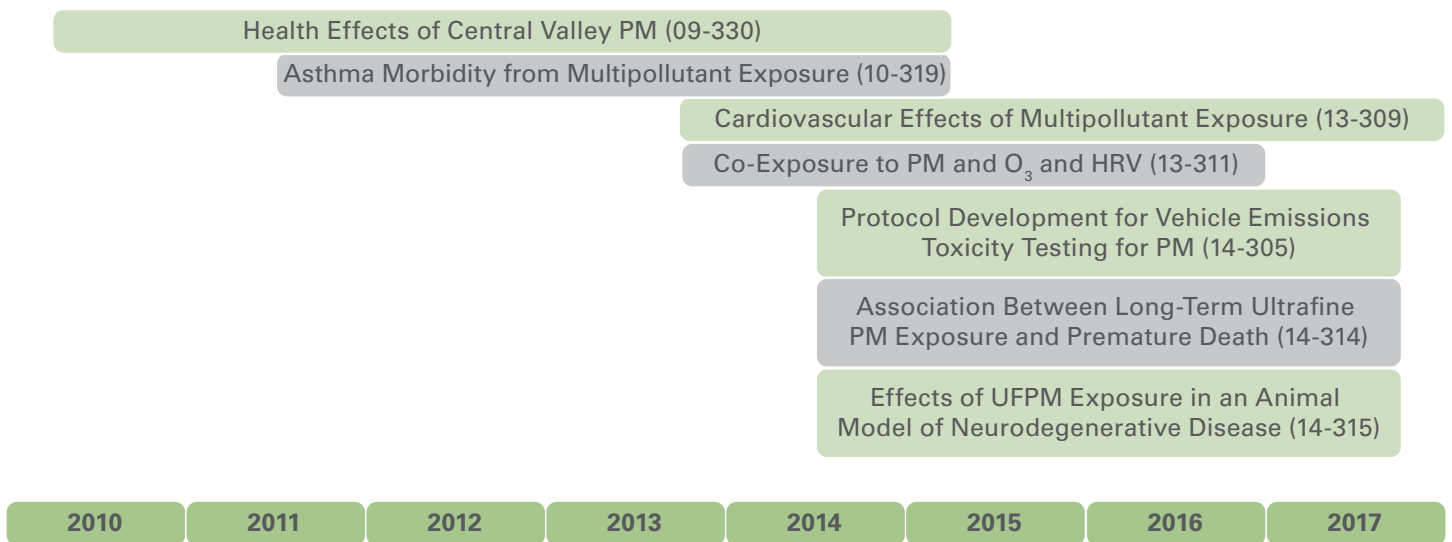 Health Effects of Central Valley PM (09-330)
Asthma Morbidity from Multipollutant Exposure (10-319)
Cardiovascular Effects of Multipollutant Exposure (13-309)
Co-Exposure to PM and O₃ and HRV (13-311)
Protocol Development for Vehicle Emissions
Toxicity Testing for PM (14-305)
Association Between Long-Term Ultrafine
PM Exposure and Premature Death (14-314)
Effects of UFPM Exposure in an Animal
Model of Neurodegenerative Disease (14-315)
2010 2011 2012 2013 2014 2015 2016 2017